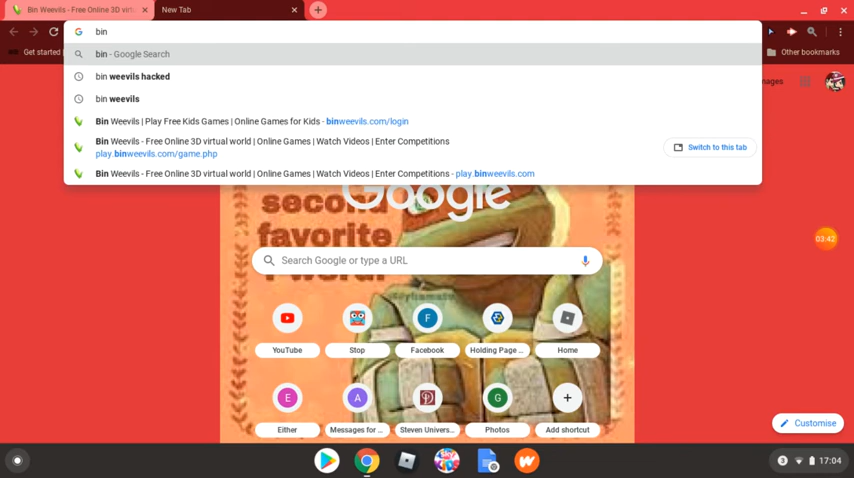 Bin Weevils - Free Online 3D virtu
New Tab
bin
Get started
Other bookmarks
bin - Google Search
bin weevils hacked
bin weevils
Bin Weevils | Play Free Kids Games | Online Games for Kids - binweevils.com/login
Bin Weevils - Free Online 3D virtual world | Online Games | Watch Videos | Enter Competitions
play.binweevils.com/game.php
Switch to this tab
Bin Weevils - Free Online 3D virtual world | Online Games | Watch Videos | Enter Competitions - play.binweevils.com
Google
second
favorite
Search Google or type a URL
03:42
YouTube
Stop
Facebook
Holding Page ...
Home
Either
Messages for ...
Steven Univers...
Photos
Add shortcut
Customise
3
17:04